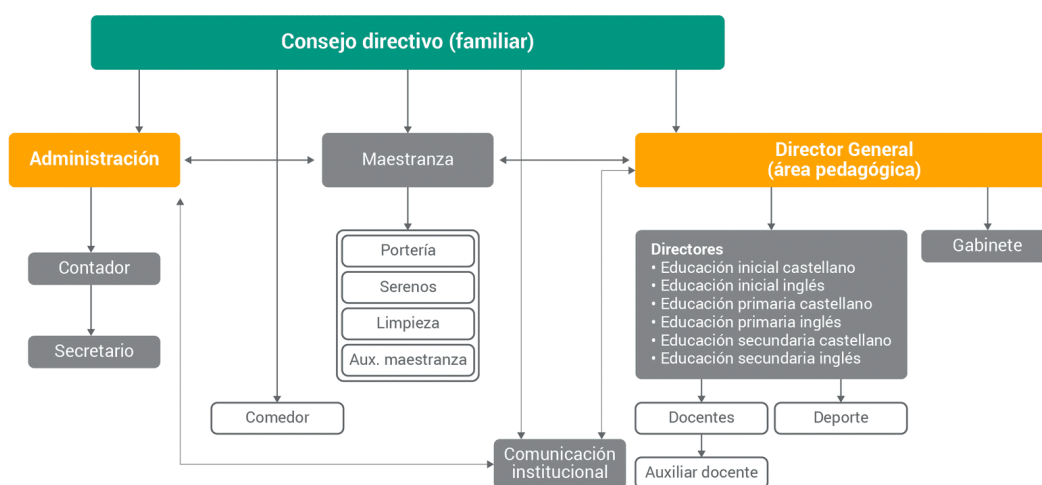 Consejo directivo (familiar)
Administración
Maestranza
Director General
(área pedagógica)
Contador
Secretario
Portería
Serenos
Limpieza
Aux. maestranza
Comedor
Comunicación
institucional
Directores
• Educación inicial castellano
• Educación inicial inglés
• Educación primaria castellano
• Educación primaria inglés
• Educación secundaria castellano
• Educación secundaria inglés
Gabinete
Docentes
Deporte
Auxiliar docente